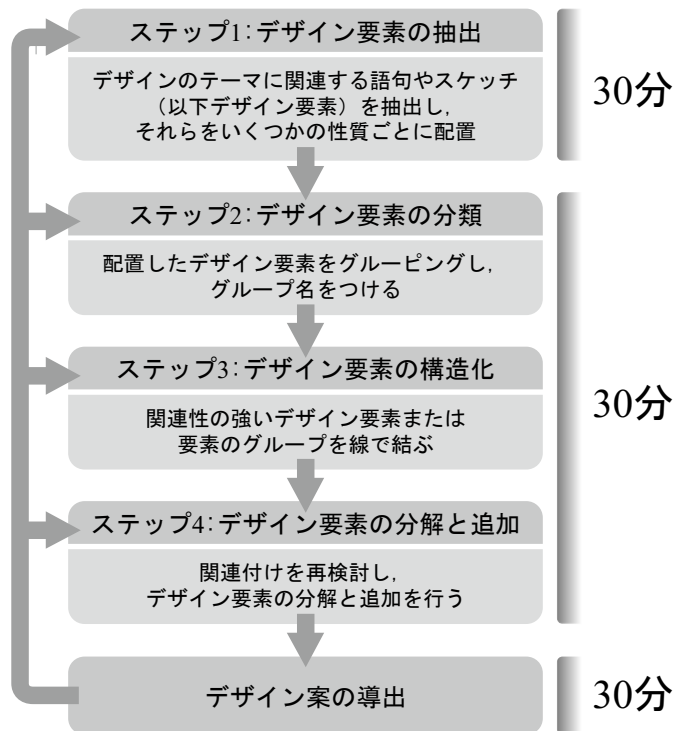 ステップ1:デザイン要素の抽出
デザインのテーマに関連する語句やスケッチ
（以下デザイン要素）を抽出し，
それらをいくつかの性質ごとに配置
30分
ステップ2:デザイン要素の分類
配置したデザイン要素をグルーピングし，
グループ名をつける
ステップ3:デザイン要素の構造化
関連性の強いデザイン要素または
要素のグループを線で結ぶ
30分
ステップ4:デザイン要素の分解と追加
関連付けを再検討し，
デザイン要素の分解と追加を行う
デザイン案の導出
30分